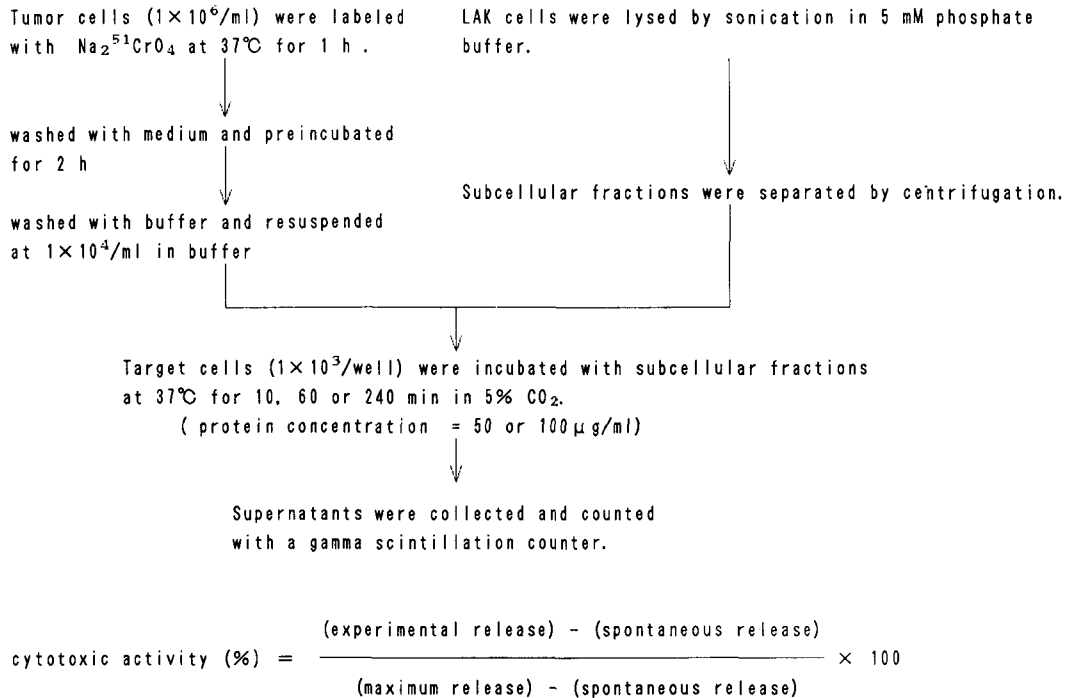 Tumor cells (1×10⁶/ml) were labeled
with Na₂⁵¹CrO₄ at 37℃ for 1 h .
LAK cells were lysed by sonication in 5 mM phosphate
buffer.
washed with medium and preincubated
for 2 h
Subcellular fractions were separated by centrifugation.
washed with buffer and resuspended
at 1×10⁴/ml in buffer
Target cells (1×10³/well) were incubated with subcellular fractions
at 37℃ for 10, 60 or 240 min in 5% CO₂.
( protein concentration = 50 or 100μg/ml)
Supernatants were collected and counted
with a gamma scintillation counter.
(experimental release) - (spontaneous release)
cytotoxic activity (%) = × 100
(maximum release) - (spontaneous release)